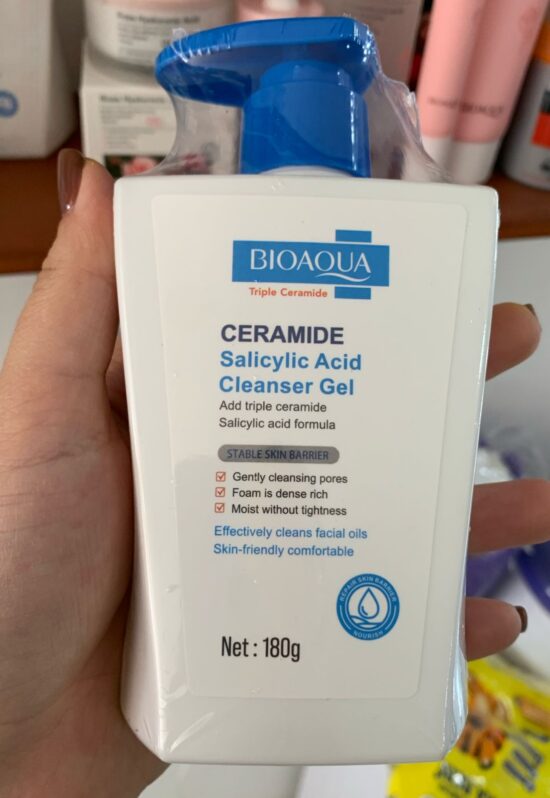 BIOAQUA
Triple Ceramide
CERAMIDE
Salicylic Acid
Cleanser Gel
Add triple ceramide
Salicylic acid formula
STABLE SKIN BARRIER
Gently cleansing pores
Foam is dense rich
Moist without tightness
Effectively cleans facial oils
Skin-friendly comfortable
REPAIR SKIN BARRIER
NOURISH
Net : 180g
BIOAQUA